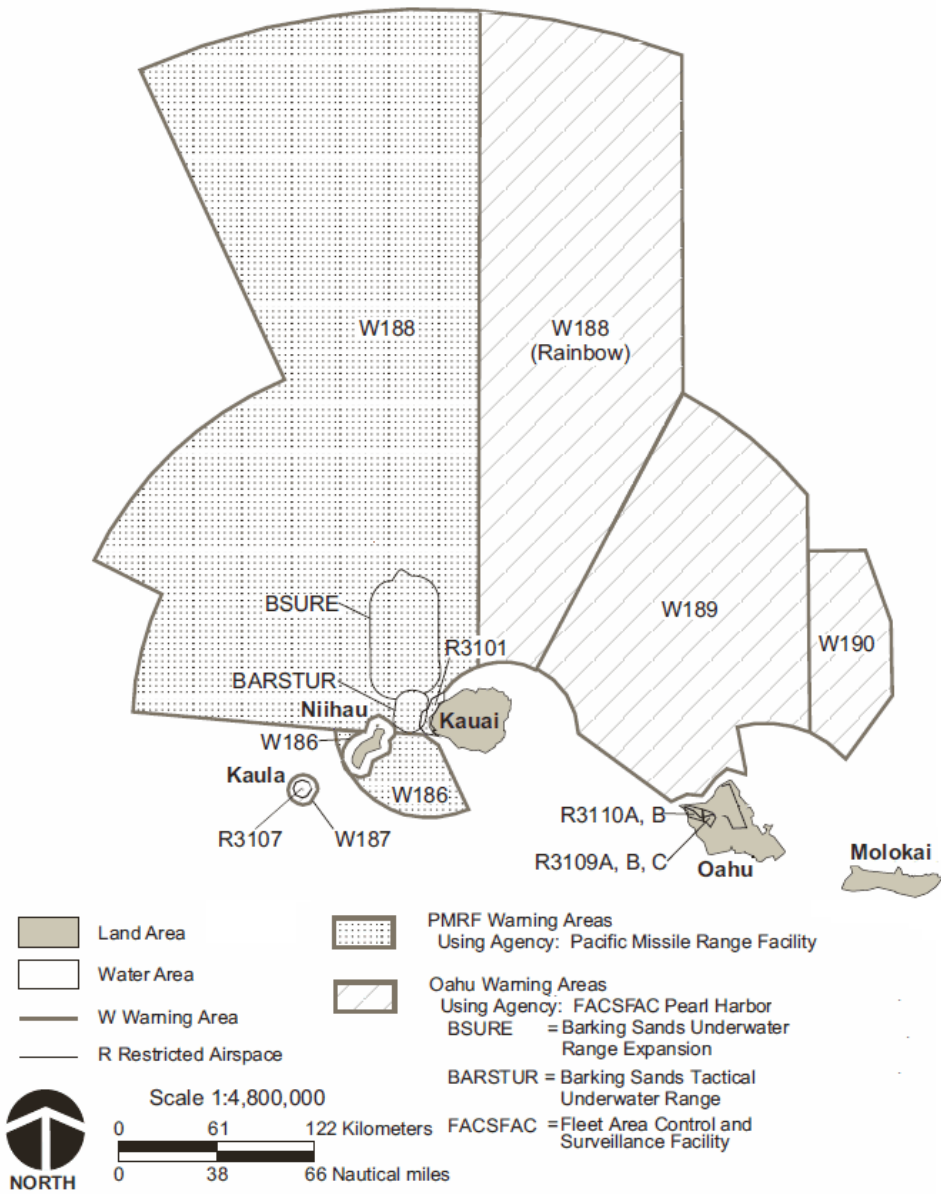 W188
W188
(Rainbow)
BSURE
W189
R3101
W190
BARSTUR
Niihau
Kauai
W186
Kaula
W186
R3107
W187
R3110A, B
R3109A, B, C
Oahu
Molokai
Land Area
Water Area
W Warning Area
R Restricted Airspace
PMRF Warning Areas
Using Agency: Pacific Missile Range Facility
Oahu Warning Areas
Using Agency: FACSFAC Pearl Harbor
BSURE = Barking Sands Underwater
Range Expansion
BARSTUR = Barking Sands Tactical
Underwater Range
FACSFAC = Fleet Area Control and
Surveillance Facility
NORTH
Scale 1:4,800,000
0 61 122 Kilometers
0 38 66 Nautical miles